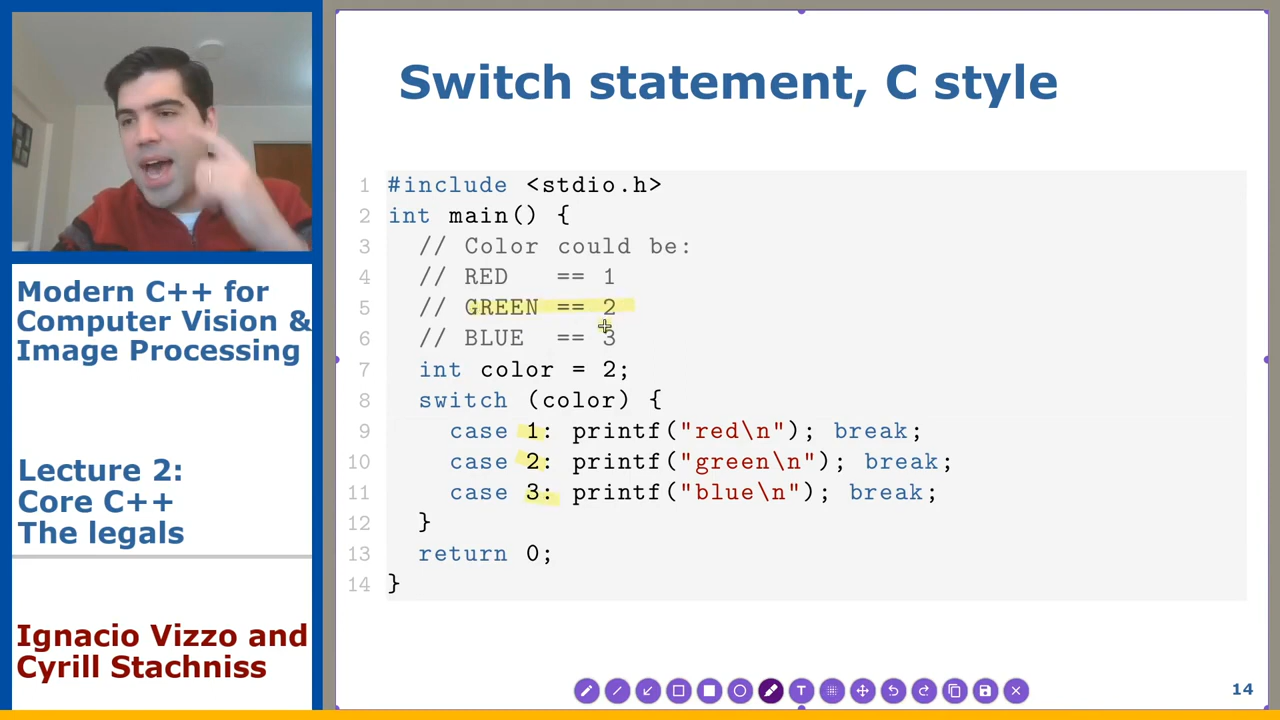 Modern C++ for
Computer Vision &
Image Processing
Lecture 2:
Core C++
The legals
Ignacio Vizzo and
Cyrill Stachniss
Switch statement, C style
1 #include <stdio.h>
2 int main() {
3 // Color could be:
4 // RED == 1
5 // GREEN == 2
6 // BLUE == 3
7 int color = 2;
8 switch (color) {
9 case 1: printf("red\n"); break;
10 case 2: printf("green\n"); break;
11 case 3: printf("blue\n"); break;
12 }
13 return 0;
14 }
T
14